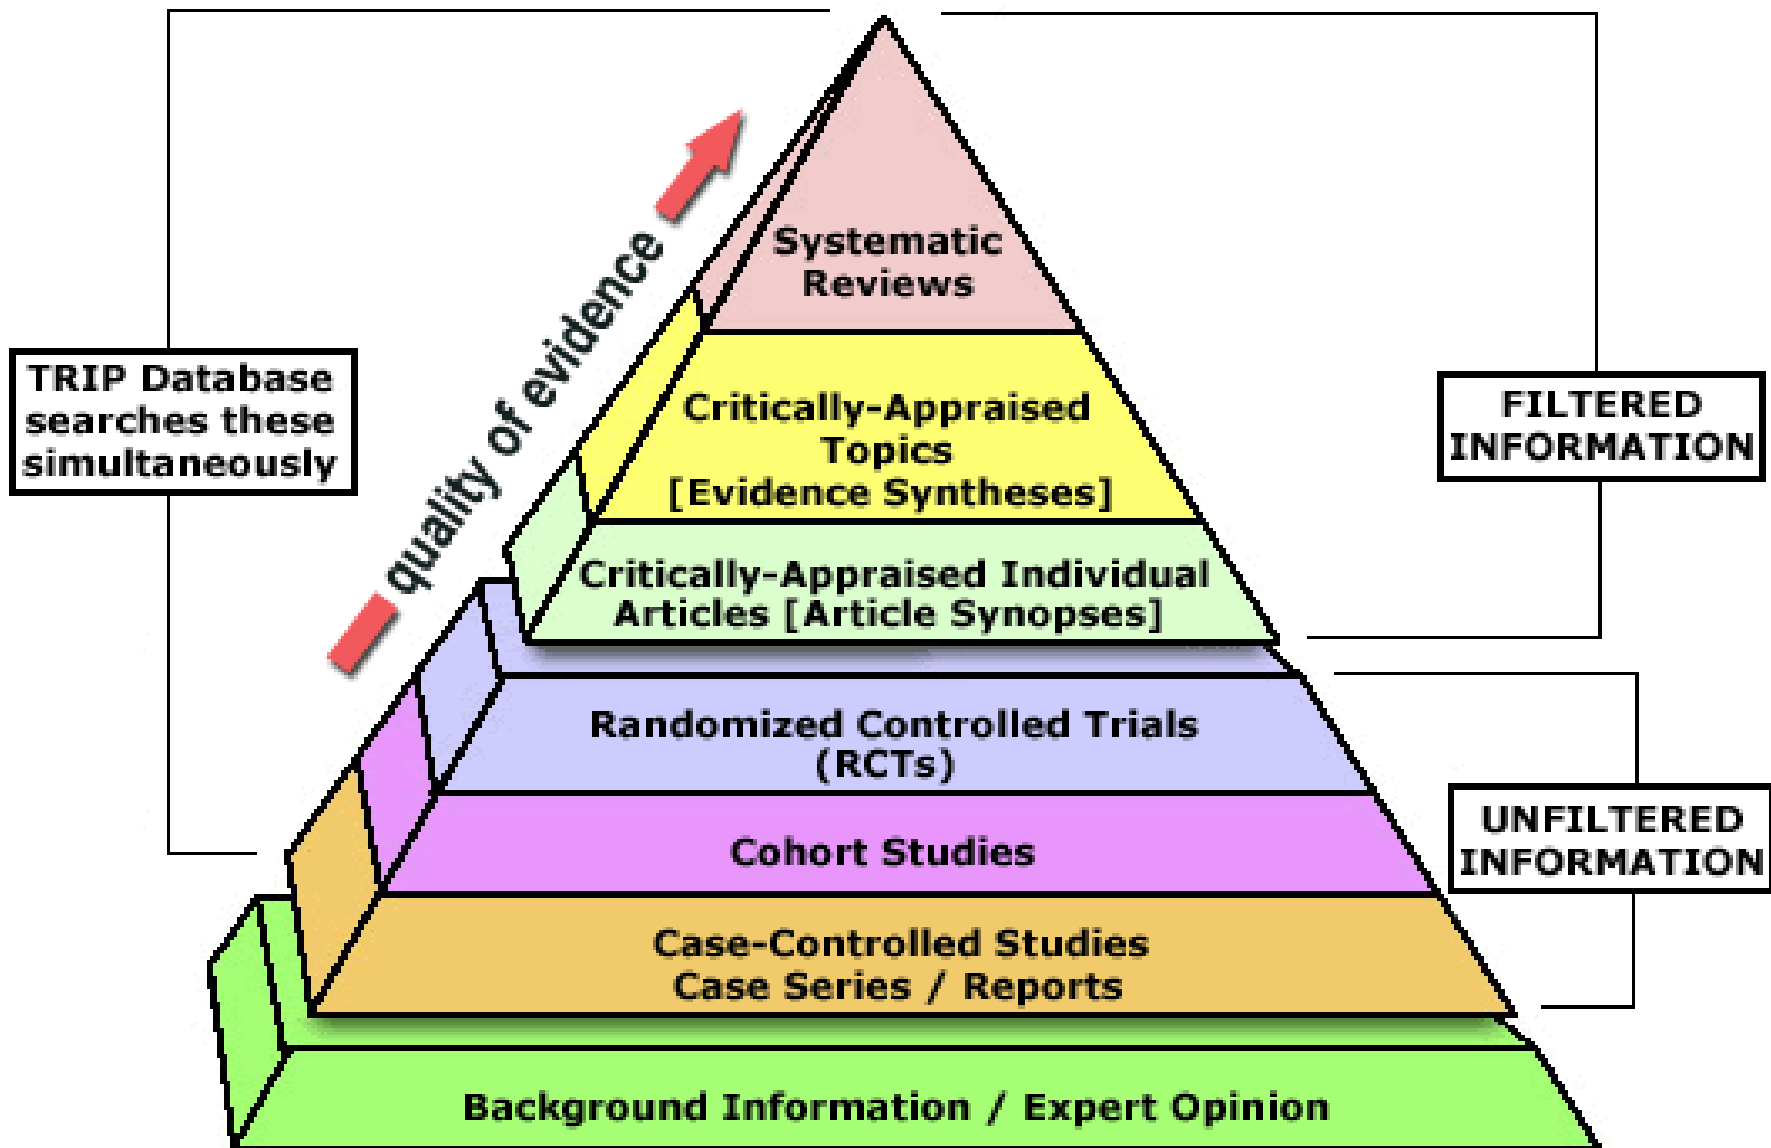 Systematic
Reviews
Critically-Appraised
Topics
[Evidence Syntheses]
Critically-Appraised Individual
Articles [Article Synopses]
Randomized Controlled Trials
(RCTs)
Cohort Studies
Case-Controlled Studies
Case Series / Reports
Background Information / Expert Opinion
quality of evidence
TRIP Database
searches these
simultaneously
FILTERED
INFORMATION
UNFILTERED
INFORMATION